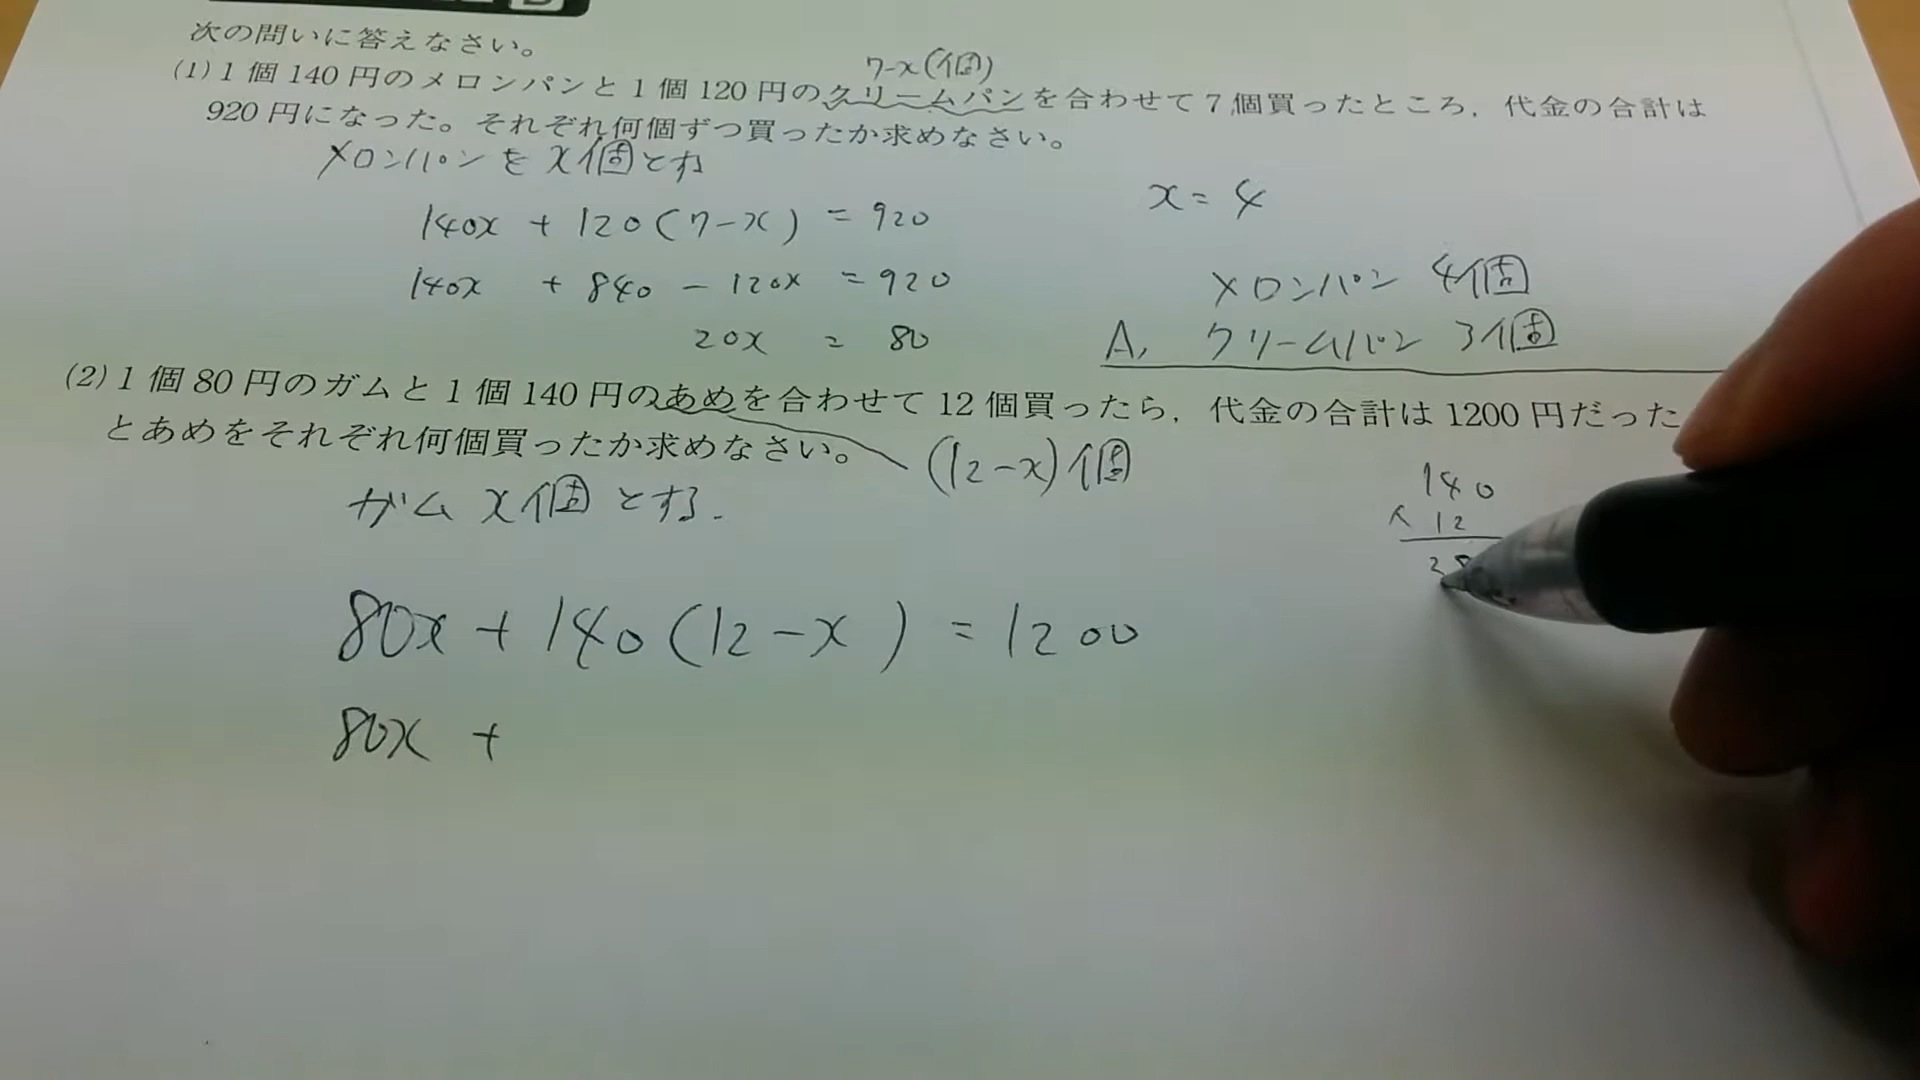 次の問いに答えなさい。
7-x(個)
(1) 1個140円のメロンパンと1個120円のクリームパンを合わせて7個買ったところ，代金の合計は
920円になった。それぞれ何個ずつ買ったか求めなさい。
メロンパンを x個とする
140x + 120(7-x) = 920
140x + 840 - 120x = 920
20x = 80
x = 4
メロンパン 4個
A, クリームパン 3個
(2) 1個80円のガムと1個140円のあめを合わせて12個買ったら，代金の合計は1200円だった
とあめをそれぞれ何個買ったか求めなさい。
(12-x)個
ガム x個とする.
80x + 140(12-x) = 1200
80x +
140
× 12
28